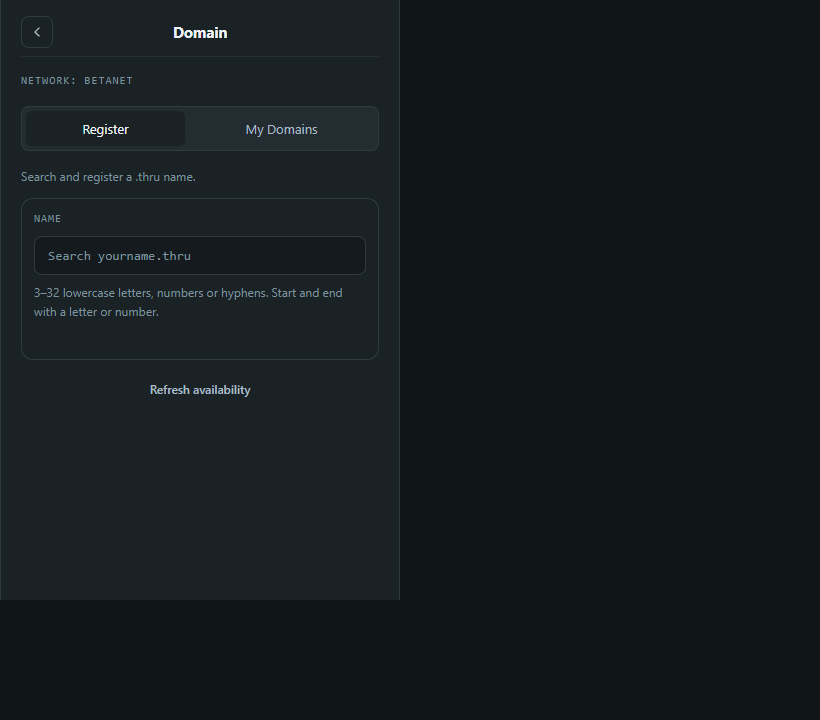 Domain
NETWORK: BETANET
Register
My Domains
Search and register a .thru name.
NAME
Search yourname.thru
3–32 lowercase letters, numbers or hyphens. Start and end
with a letter or number.
Refresh availability